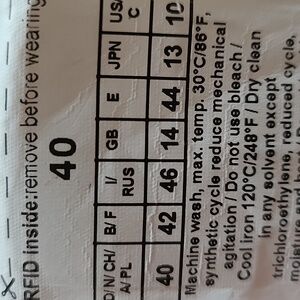 RFID inside:remove before wearing
40
D/N/CH/ B/F I/ GB E JPN US/
A/PL RUS C
40 42 46 14 44 13 10
Machine wash, max. temp. 30°C/86°F,
synthetic cycle reduce mechanical
agitation / Do not use bleach /
Cool iron 120°C/248°F / Dry clean
in any solvent except
trichloroethylene, reduced cycle,